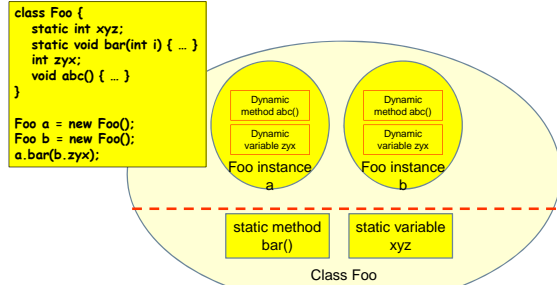 class Foo {
static int xyz;
static void bar(int i) { … }
int zyx;
void abc() { … }
}
Foo a = new Foo();
Foo b = new Foo();
a.bar(b.zyx);
Dynamic
method abc()
Dynamic
variable zyx
Foo instance
a
Dynamic
method abc()
Dynamic
variable zyx
Foo instance
b
static method
bar()
static variable
xyz
Class Foo